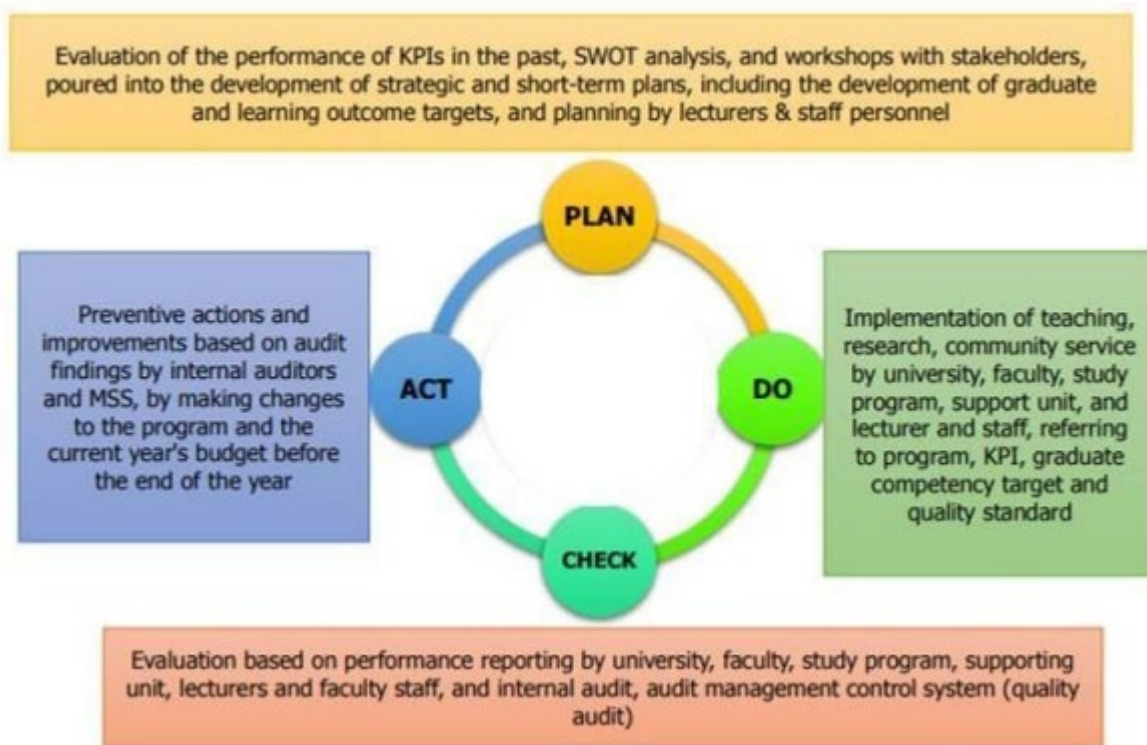 Evaluation of the performance of KPIs in the past, SWOT analysis, and workshops with stakeholders,
poured into the development of strategic and short-term plans, including the development of graduate
and learning outcome targets, and planning by lecturers & staff personnel
PLAN
Preventive actions and
improvements based on audit
findings by internal auditors
and MSS, by making changes
to the program and the
current year's budget before
the end of the year
ACT
DO
Implementation of teaching,
research, community service
by university, faculty, study
program, support unit, and
lecturer and staff, referring
to program, KPI, graduate
competency target and
quality standard
CHECK
Evaluation based on performance reporting by university, faculty, study program, supporting
unit, lecturers and faculty staff, and internal audit, audit management control system (quality
audit)